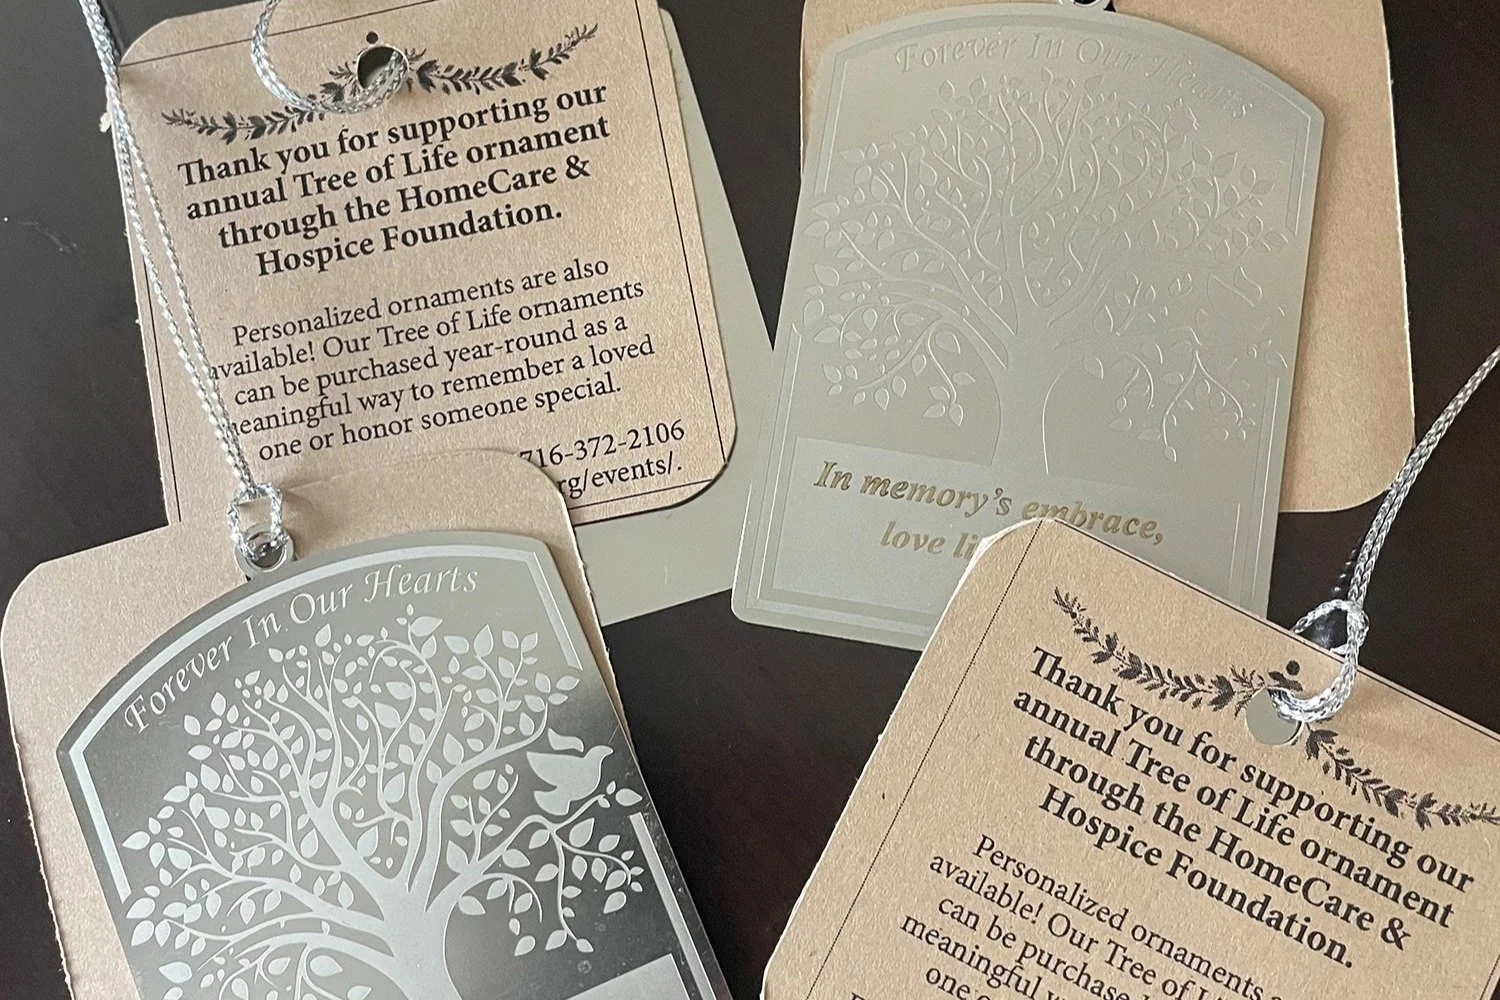 Thank you for supporting our
annual Tree of Life ornament
through the HomeCare &
Hospice Foundation.
Personalized ornaments are also
available! Our Tree of Life ornaments
can be purchased year-round as a
meaningful way to remember a loved
one or honor someone special.
716-372-2106
rg/events/.
Forever In Our Hearts
In memory's embrace,
love li
Forever In Our Hearts
Thank you for supporting our
annual Tree of Life ornament
through the HomeCare &
Hospice Foundation.
Personalized ornaments
available! Our Tree of Li
can be purchase
meaningful w
one